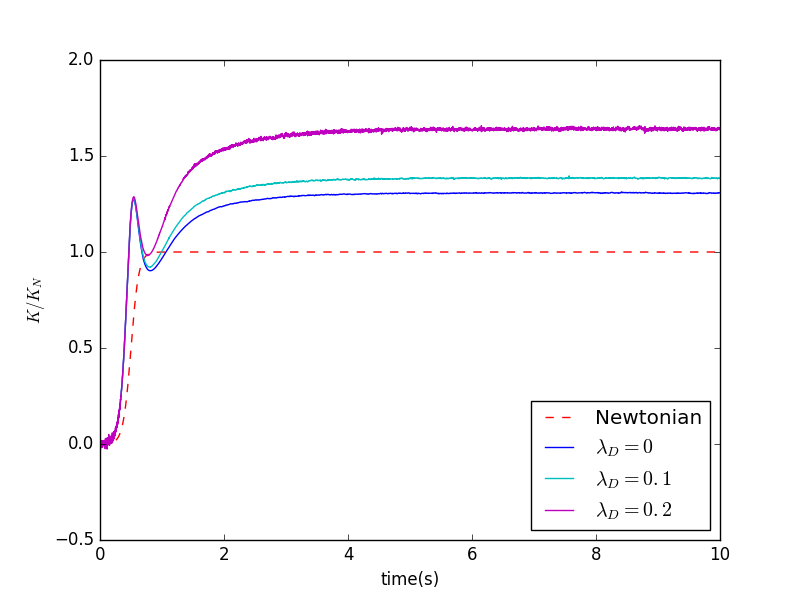 2.0
1.5
1.0
0.5
0.0
−0.5
K/K_N
0 2 4 6 8 10
time(s)
Newtonian
λ_D = 0
λ_D = 0.1
λ_D = 0.2